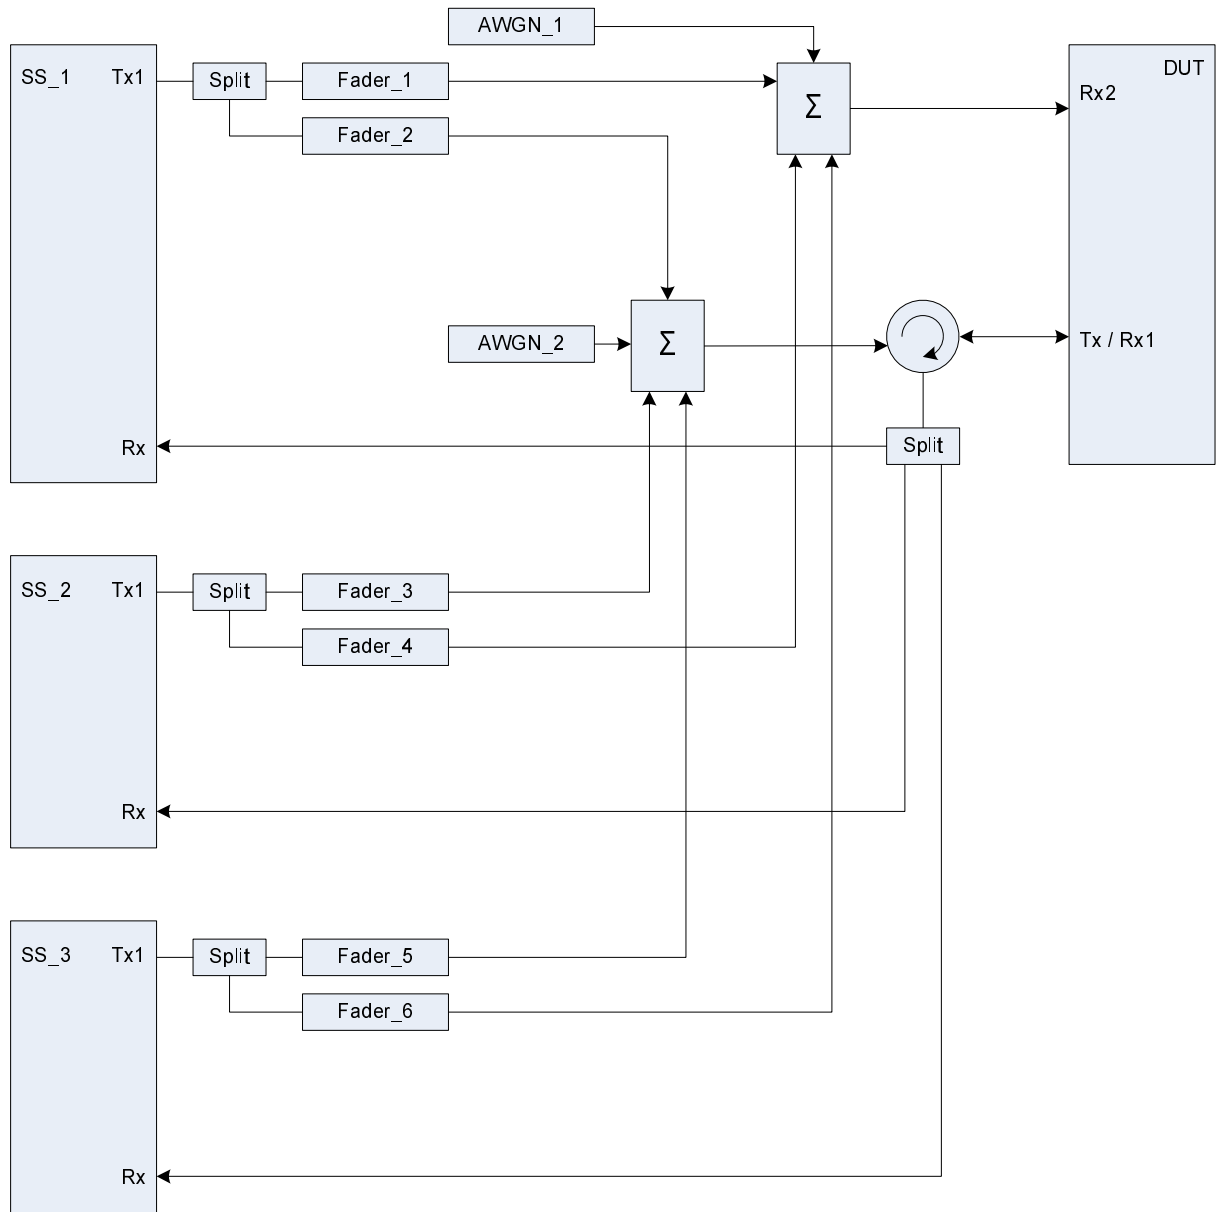 AWGN_1
SS_1 Tx1
Split
Fader_1
Fader_2
Σ
DUT
Rx2
AWGN_2
Σ
Tx / Rx1
Rx
Split
SS_2 Tx1
Split
Fader_3
Fader_4
Rx
SS_3 Tx1
Split
Fader_5
Fader_6
Rx